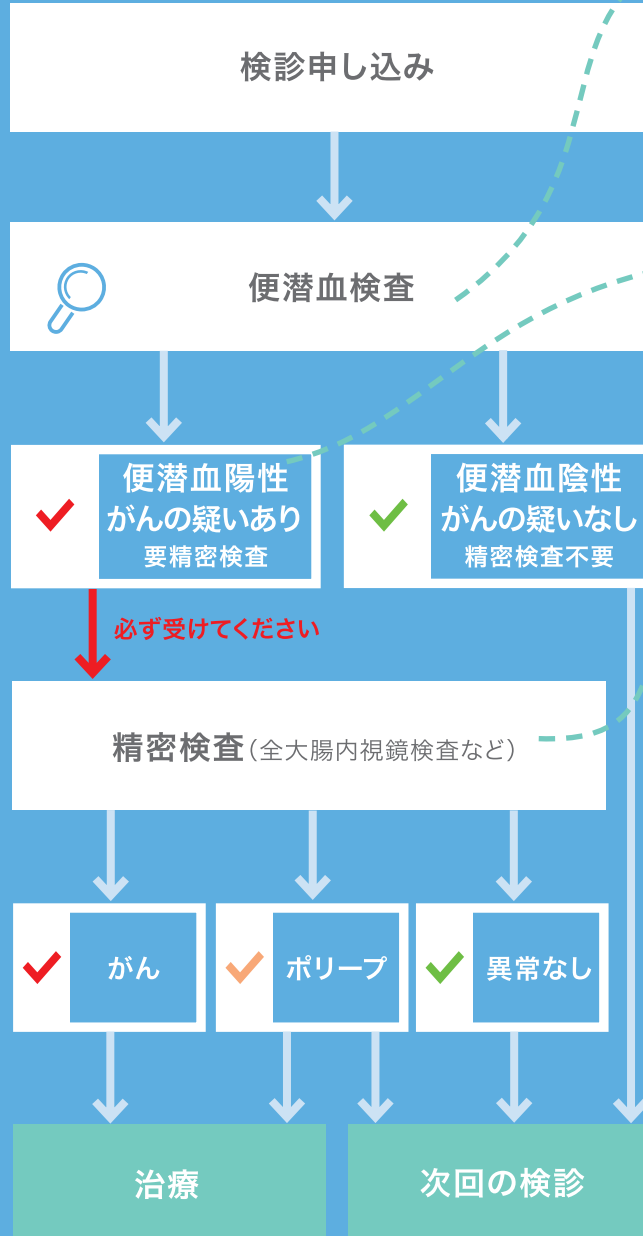 検診申し込み
便潜血検査
便潜血陽性
がんの疑いあり
要精密検査
便潜血陰性
がんの疑いなし
精密検査不要
必ず受けてください
精密検査(全大腸内視鏡検査など)
がん
ポリープ
異常なし
治療
次回の検診